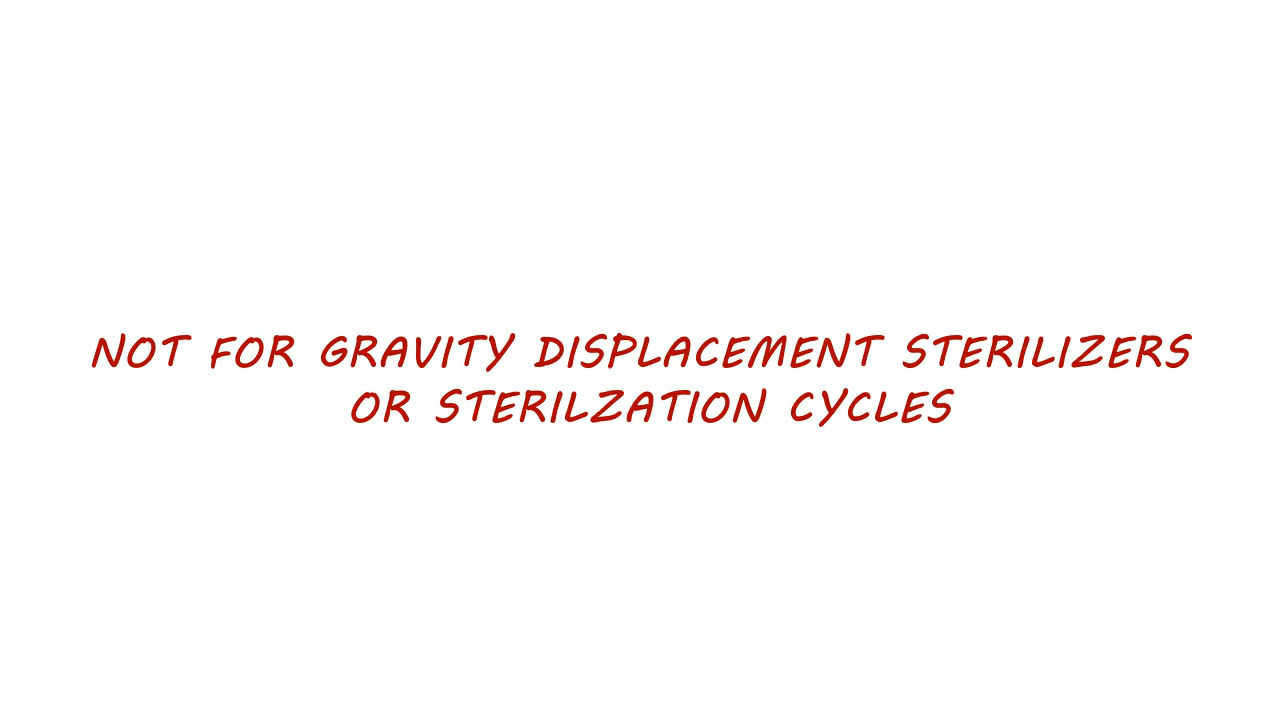 NOT FOR GRAVITY DISPLACEMENT STERILIZERS
OR STERILZATION CYCLES